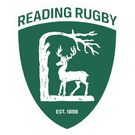 READING RUGBY
EST. 1898